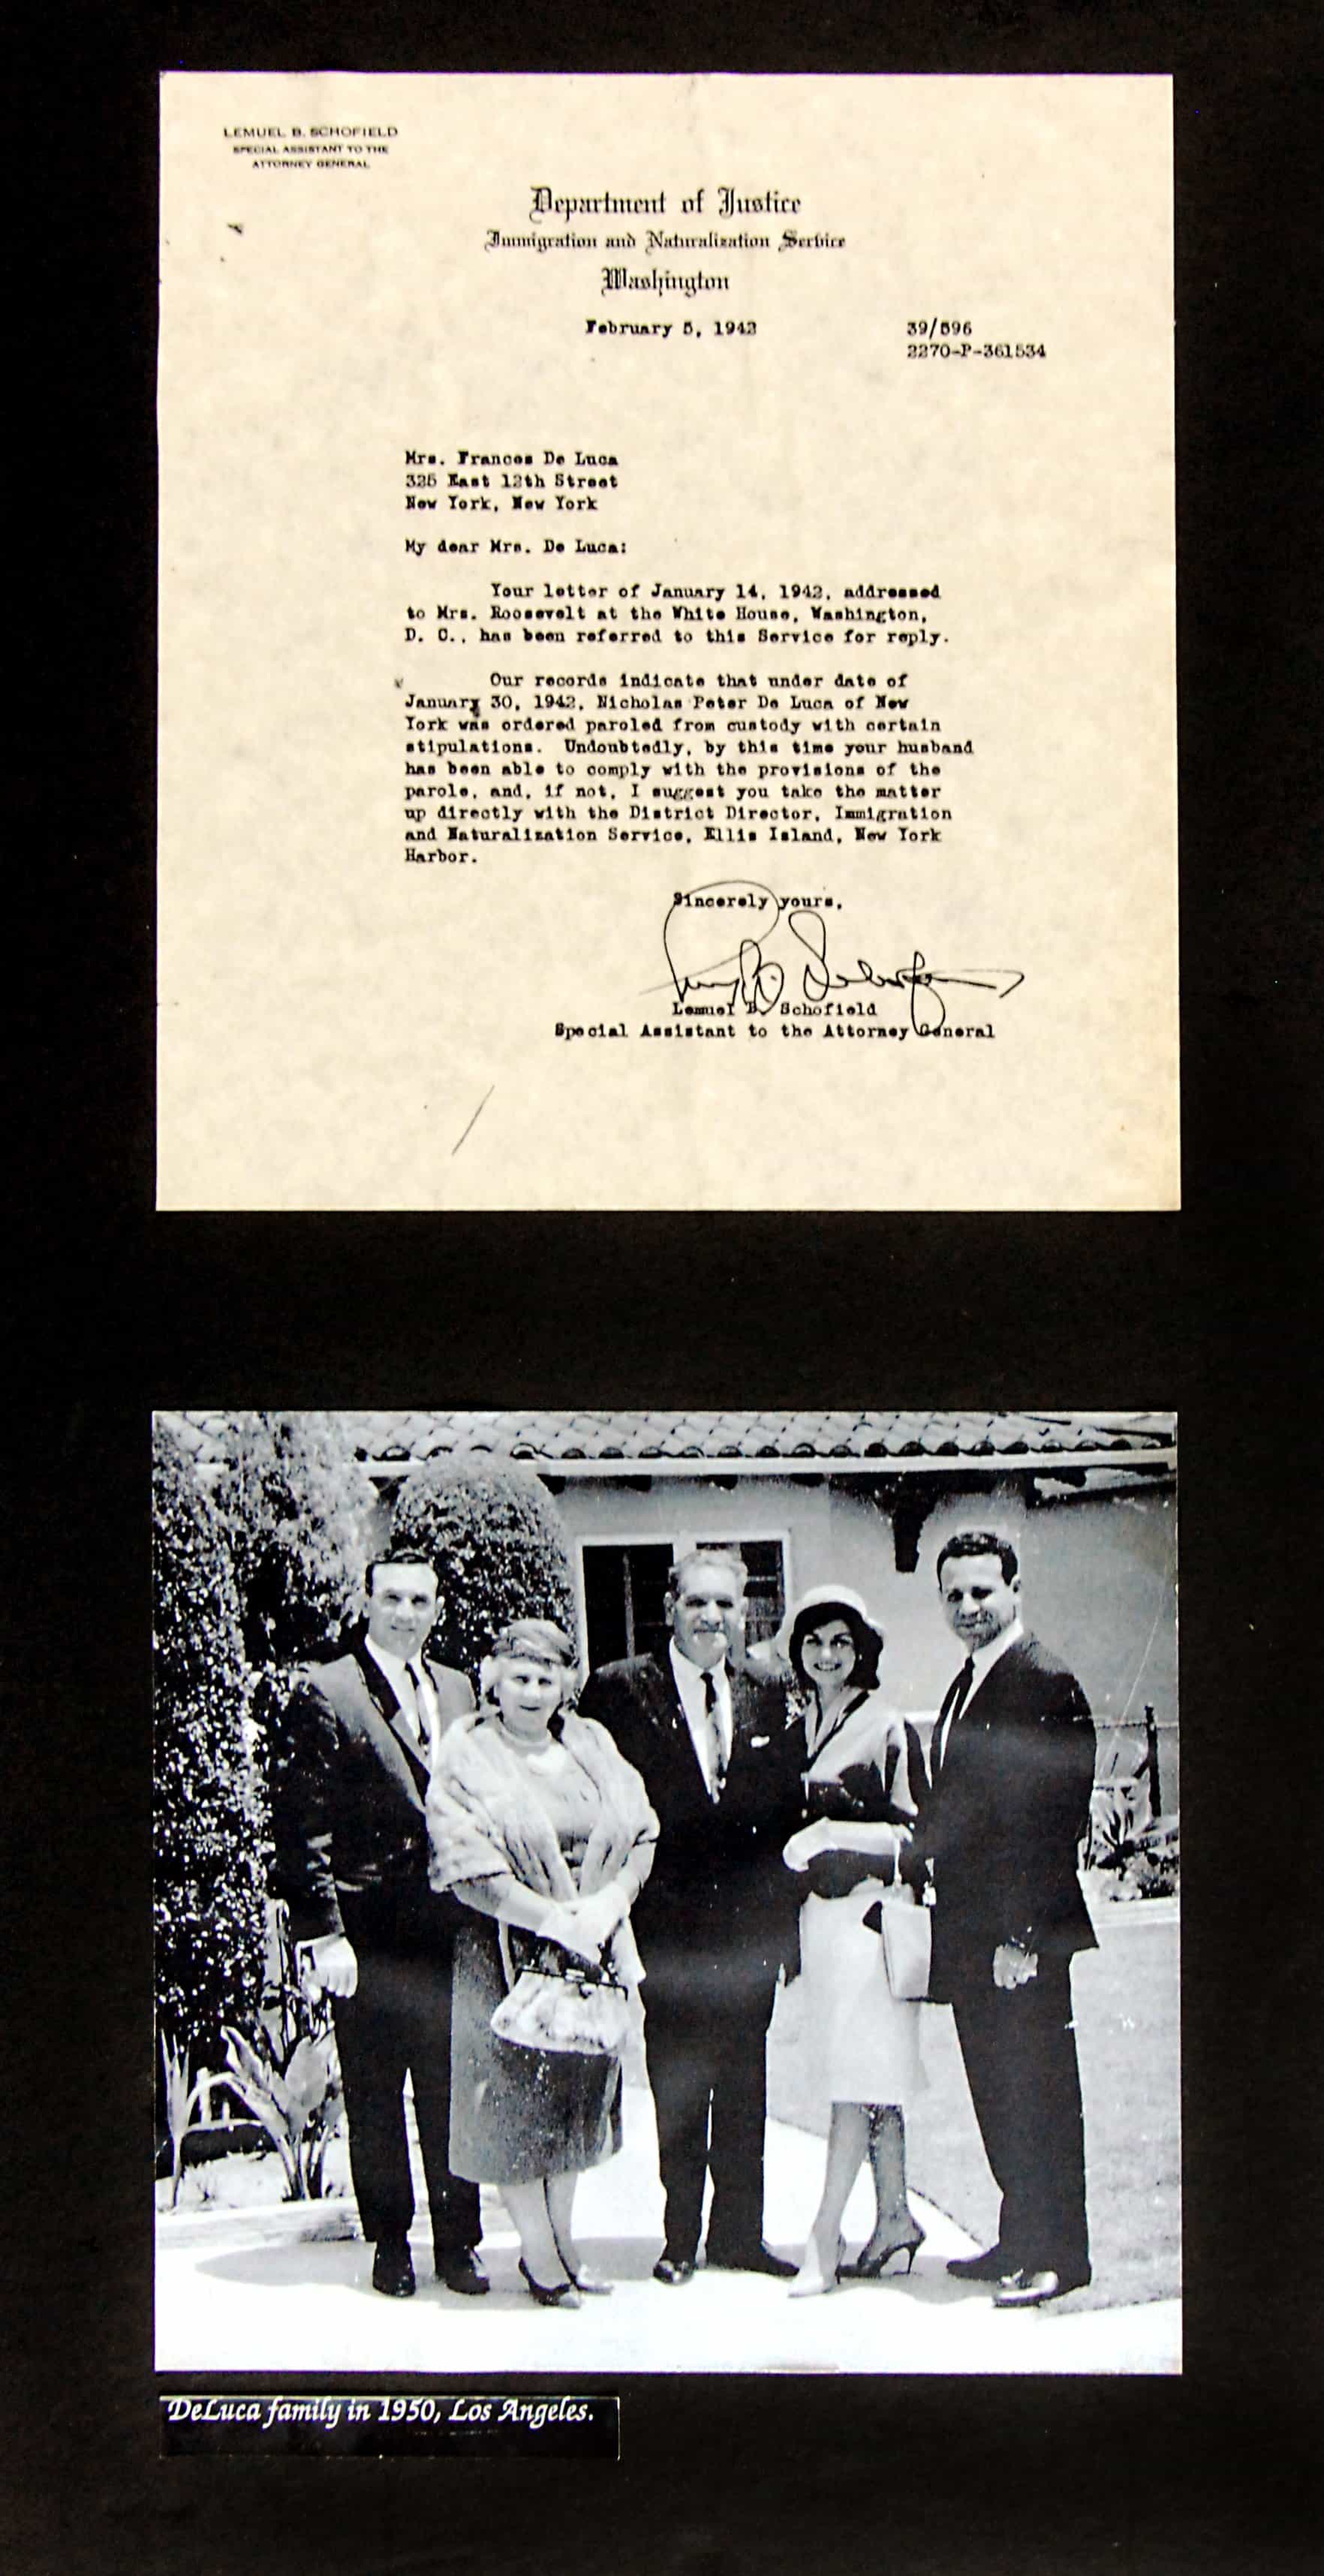 LEMUEL B. SCHOFIELD
SPECIAL ASSISTANT TO THE
ATTORNEY GENERAL
Department of Justice
Immigration and Naturalization Service
Washington
February 5, 1942
39/596
2270-P-361534
Mrs. Frances De Luca
325 East 12th Street
New York, New York
My dear Mrs. De Luca:
Your letter of January 14, 1942, addressed
to Mrs. Roosevelt at the White House, Washington,
D. C., has been referred to this Service for reply.
Our records indicate that under date of
January 30, 1942, Nicholas Peter De Luca of New
York was ordered paroled from custody with certain
stipulations. Undoubtedly, by this time your husband
has been able to comply with the provisions of the
parole, and, if not, I suggest you take the matter
up directly with the District Director, Immigration
and Naturalization Service, Ellis Island, New York
Harbor.
Sincerely yours,
Lemuel B. Schofield
Special Assistant to the Attorney General
DeLuca family in 1950, Los Angeles.